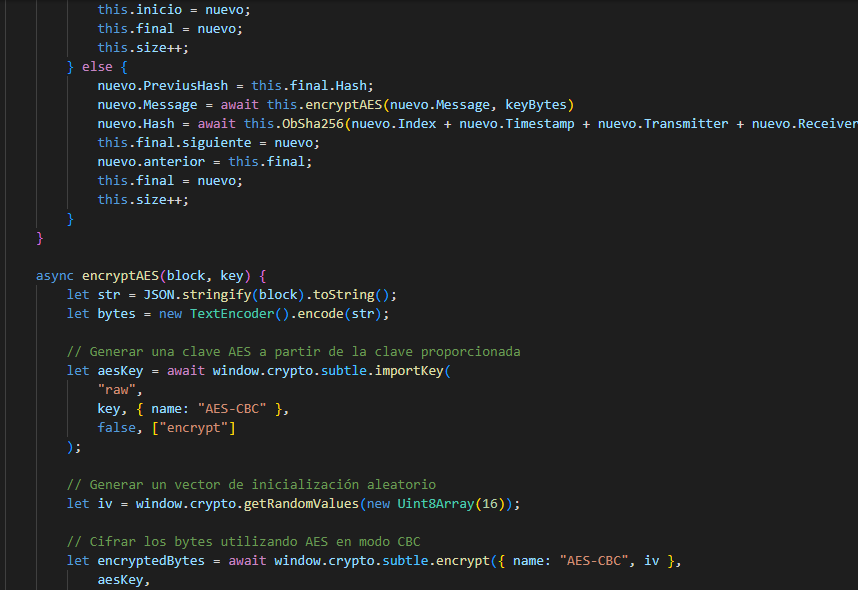 this.inicio = nuevo;
this.final = nuevo;
this.size++;
} else {
nuevo.PreviusHash = this.final.Hash;
nuevo.Message = await this.encryptAES(nuevo.Message, keyBytes)
nuevo.Hash = await this.ObSha256(nuevo.Index + nuevo.Timestamp + nuevo.Transmitter + nuevo.Receiver
this.final.siguiente = nuevo;
nuevo.anterior = this.final;
this.final = nuevo;
this.size++;
}
}
async encryptAES(block, key) {
let str = JSON.stringify(block).toString();
let bytes = new TextEncoder().encode(str);
// Generar una clave AES a partir de la clave proporcionada
let aesKey = await window.crypto.subtle.importKey(
"raw",
key, { name: "AES-CBC" },
false, ["encrypt"]
);
// Generar un vector de inicialización aleatorio
let iv = window.crypto.getRandomValues(new Uint8Array(16));
// Cifrar los bytes utilizando AES en modo CBC
let encryptedBytes = await window.crypto.subtle.encrypt({ name: "AES-CBC", iv },
aesKey,